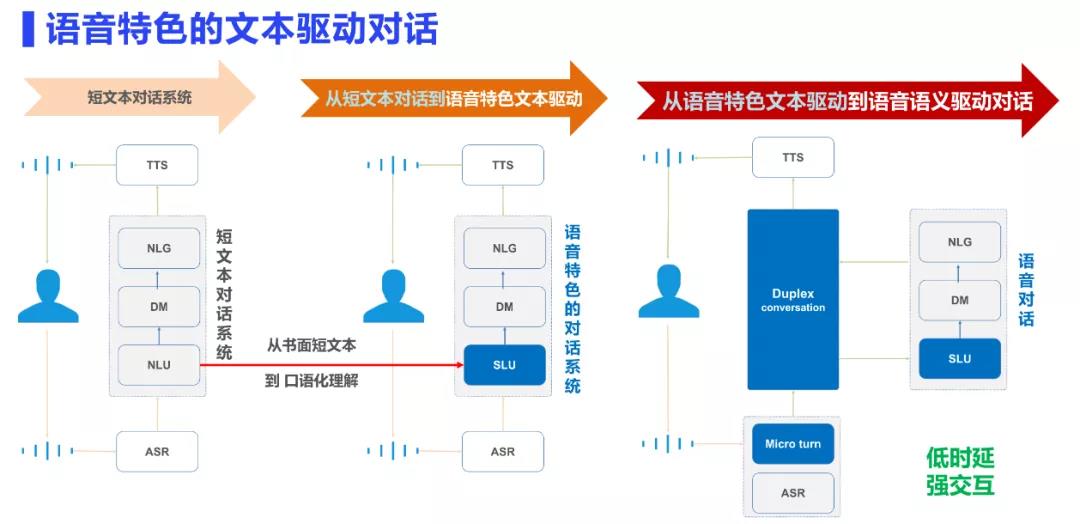 语音特色的文本驱动对话
短文本对话系统
从短文本对话到语音特色文本驱动
从语音特色文本驱动到语音语义驱动对话
TTS
NLG
DM
NLU
ASR
短文本对话系统
从书面短文本
到 口语化理解
TTS
NLG
DM
SLU
ASR
语音特色的对话系统
TTS
Duplex
conversation
Micro turn
ASR
NLG
DM
SLU
语音对话
低时延
强交互